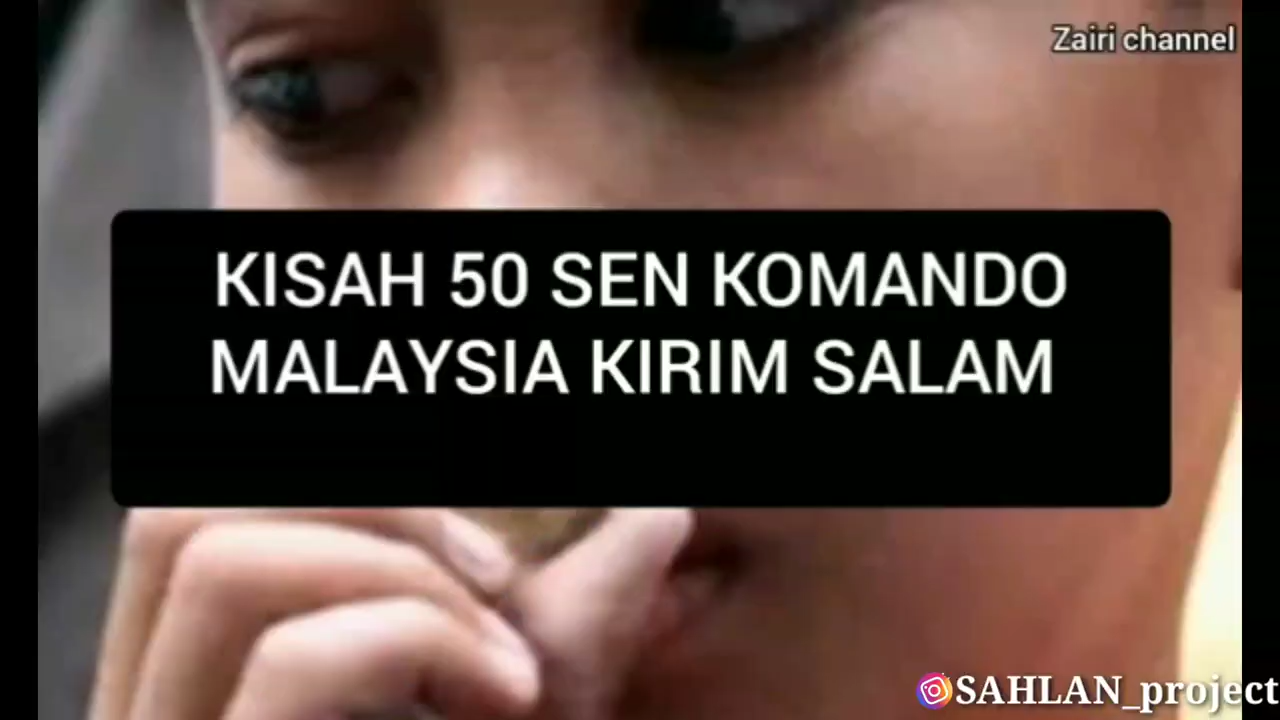 Zairi channel
KISAH 50 SEN KOMANDO
MALAYSIA KIRIM SALAM
SAHLAN_project